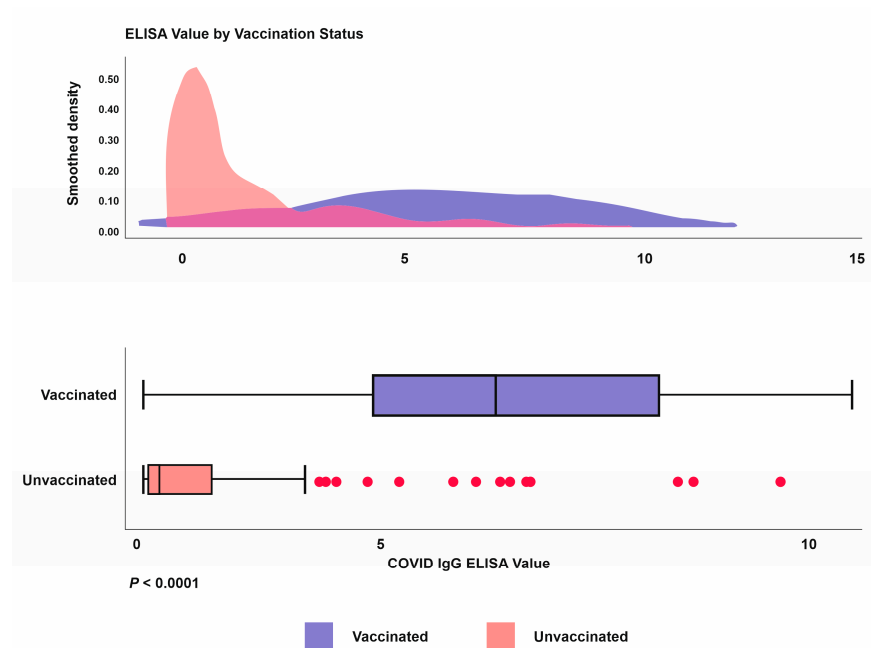 ELISA Value by Vaccination Status
Smoothed density
0.50
0.40
0.30
0.20
0.10
0.00
0 5 10 15
Vaccinated
Unvaccinated
0 5 10
COVID IgG ELISA Value
P < 0.0001
Vaccinated Unvaccinated